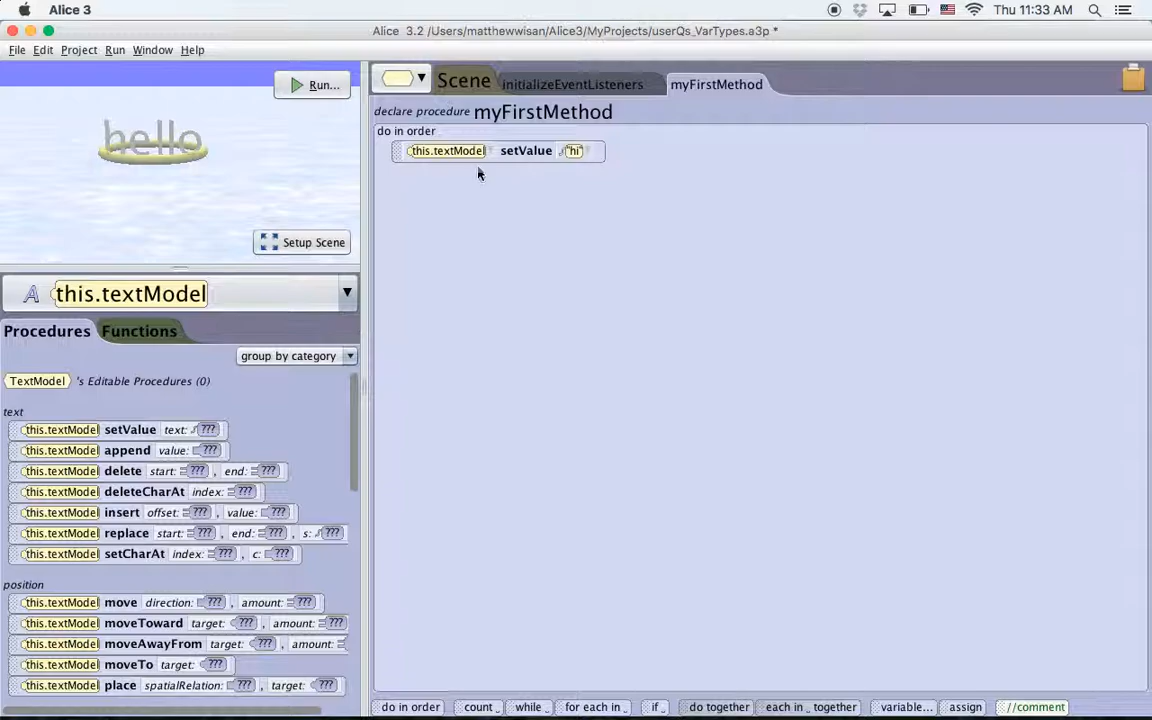 Alice 3 Thu 11:33 AM
Alice 3.2 /Users/matthewwisan/Alice3/MyProjects/userQs_VarTypes.a3p *
File Edit Project Run Window Help
Run...
hello
Setup Scene
Scene initializeEventListeners myFirstMethod
declare procedure myFirstMethod
do in order
this.textModel setValue "hi"
A this.textModel
Procedures Functions
group by category
TextModel 's Editable Procedures (0)
text
this.textModel setValue text: ???
this.textModel append value: ???
this.textModel delete start: ??? , end: ???
this.textModel deleteCharAt index: ???
this.textModel insert offset: ??? , value: ???
this.textModel replace start: ??? , end: ??? , s: ???
this.textModel setCharAt index: ??? , c: ???
position
this.textModel move direction: ??? , amount: ???
this.textModel moveToward target: ??? , amount: ???
this.textModel moveAwayFrom target: ??? , amount:
this.textModel moveTo target: ???
this.textModel place spatialRelation: ??? , target: ???
do in order count while for each in if do together each in together variable... assign //comment